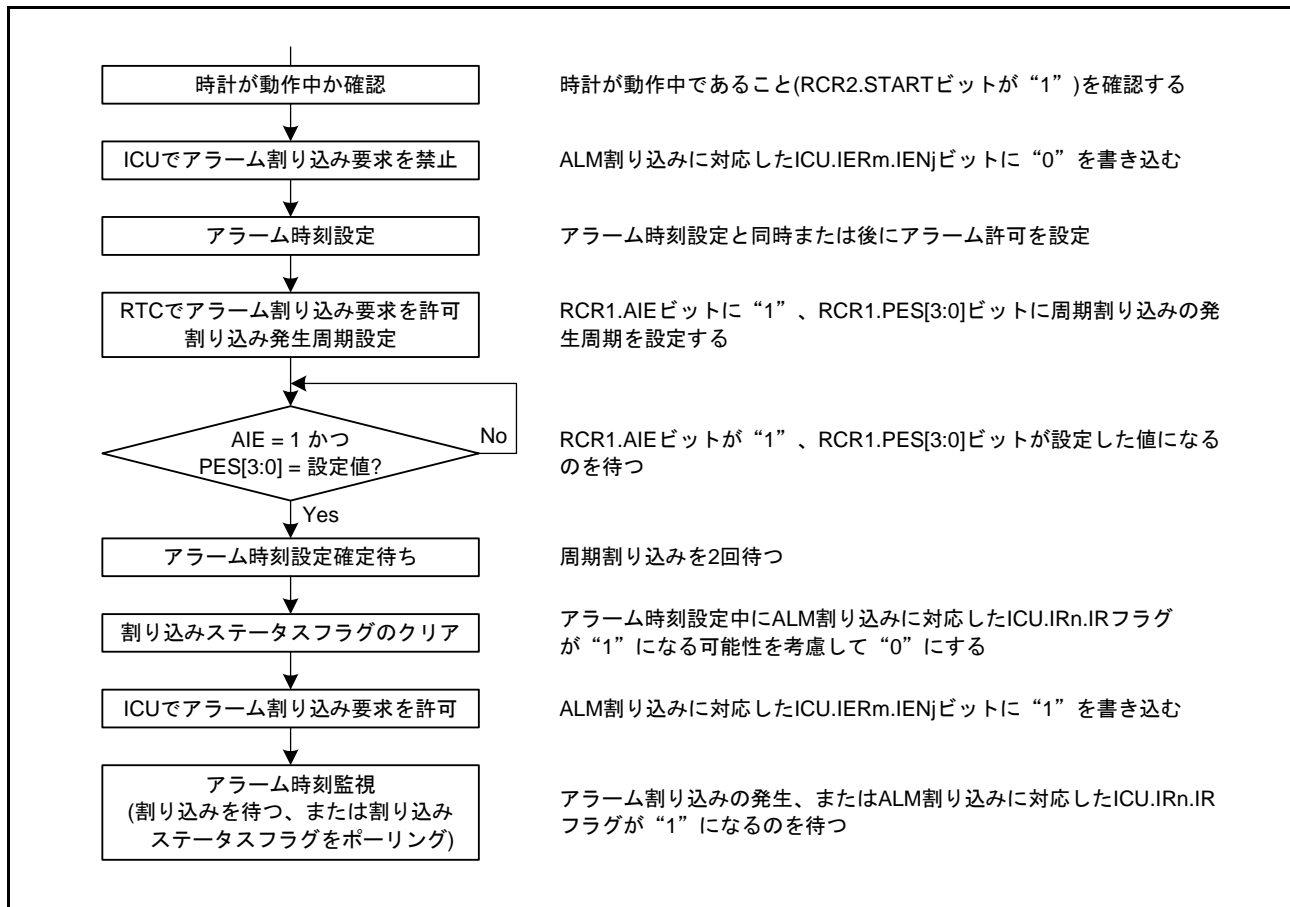 時計が動作中か確認
時計が動作中であること(RCR2.STARTビットが“1”)を確認する
ICUでアラーム割り込み要求を禁止
ALM割り込みに対応したICU.IERm.IENjビットに“0”を書き込む
アラーム時刻設定
アラーム時刻設定と同時または後にアラーム許可を設定
RTCでアラーム割り込み要求を許可
割り込み発生周期設定
RCR1.AIEビットに“1”、RCR1.PES[3:0]ビットに周期割り込みの発
生周期を設定する
AIE = 1 かつ
PES[3:0] = 設定値?
No
Yes
RCR1.AIEビットが“1”、RCR1.PES[3:0]ビットが設定した値になる
のを待つ
アラーム時刻設定確定待ち
周期割り込みを2回待つ
割り込みステータスフラグのクリア
アラーム時刻設定中にALM割り込みに対応したICU.IRn.IRフラグ
が“1”になる可能性を考慮して“0”にする
ICUでアラーム割り込み要求を許可
ALM割り込みに対応したICU.IERm.IENjビットに“1”を書き込む
アラーム時刻監視
(割り込みを待つ、または割り込み
ステータスフラグをポーリング)
アラーム割り込みの発生、またはALM割り込みに対応したICU.IRn.IR
フラグが“1”になるのを待つ